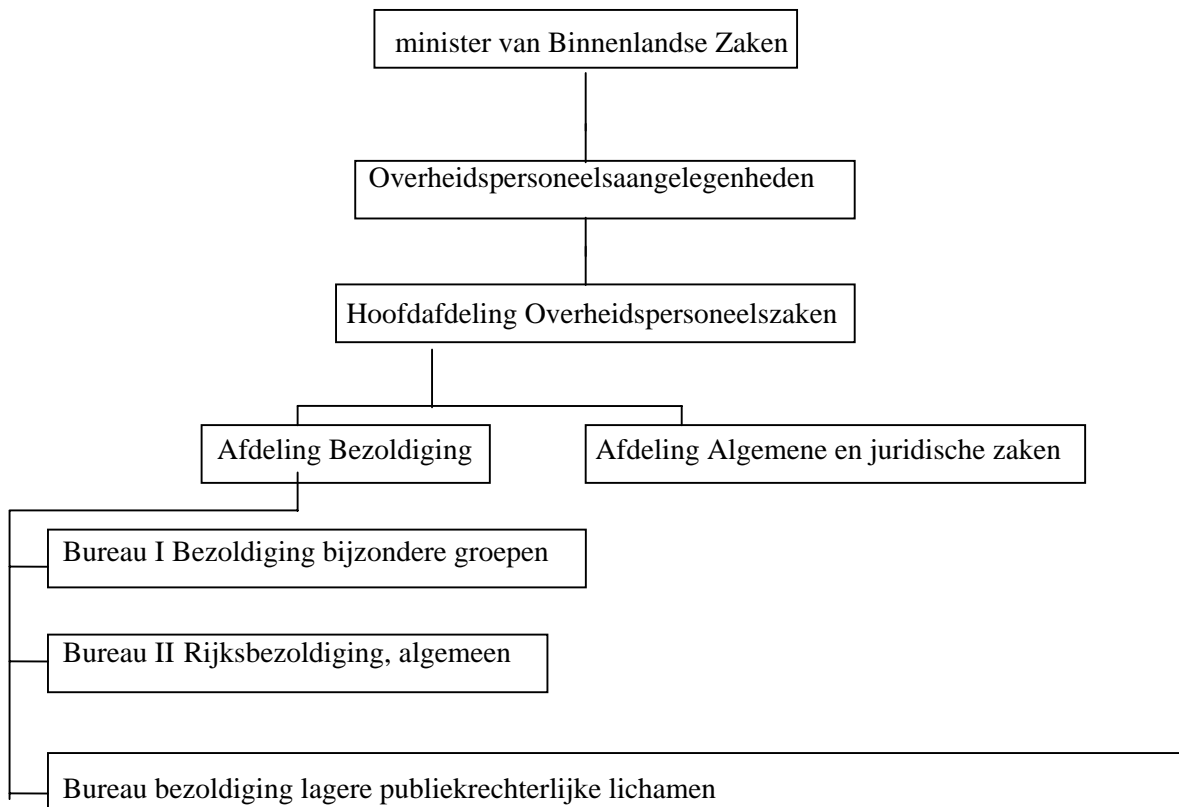 minister van Binnenlandse Zaken
Overheidspersoneelsaangelegenheden
Hoofdafdeling Overheidspersoneelszaken
Afdeling Bezoldiging
Afdeling Algemene en juridische zaken
Bureau I Bezoldiging bijzondere groepen
Bureau II Rijksbezoldiging, algemeen
Bureau bezoldiging lagere publiekrechterlijke lichamen